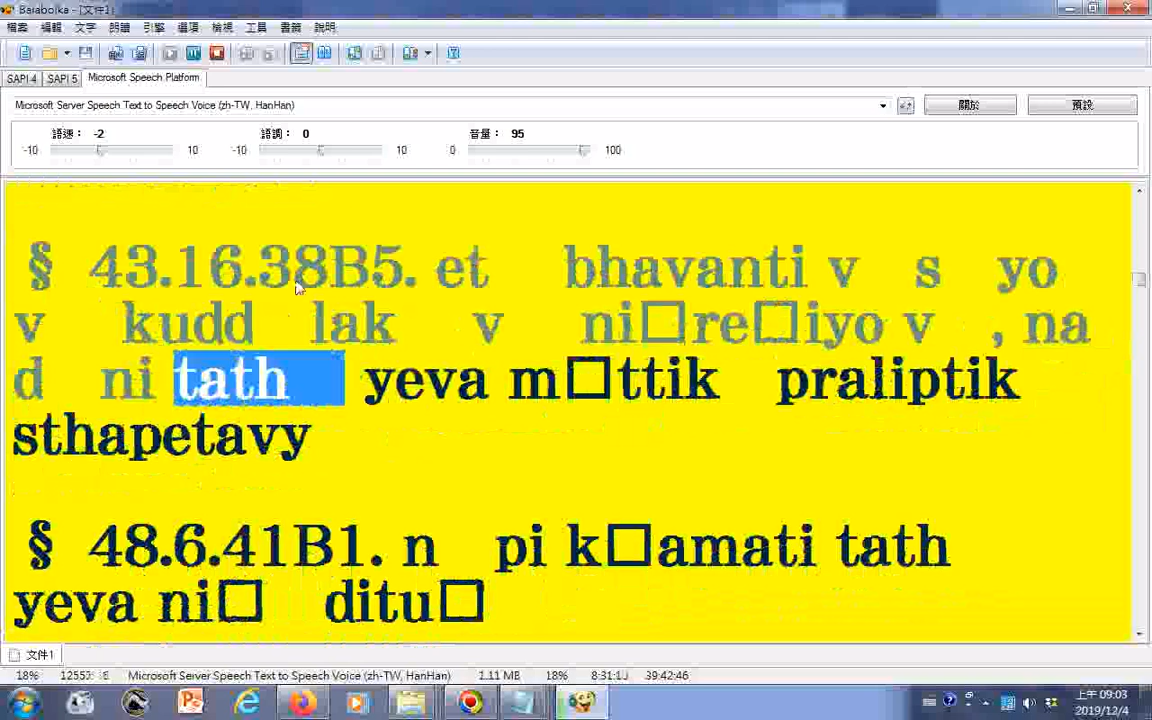 Balabolka - [文件1]
檔案 編輯 文字 朗讀 引擎 選項 檢視 工具 書籤 說明
SAPI 4 SAPI 5 Microsoft Speech Platform
Microsoft Server Speech Text to Speech Voice (zh-TW, HanHan) 關於 預設
語速： -2 語調： 0 音量： 95
-10 10 -10 10 0 100
§ 43.16.38B5. et bhavanti v s yo
v kudd lak v ni□re□iyo v , na
d ni tath yeva m□ttik praliptik
sthapetavy
§ 48.6.41B1. n pi k□amati tath
yeva ni□ ditu□
文件1
18% Microsoft Server Speech Text to Speech Voice (zh-TW, HanHan) 1.11 MB 18% 39:42:46
上午 09:03
2019/12/4